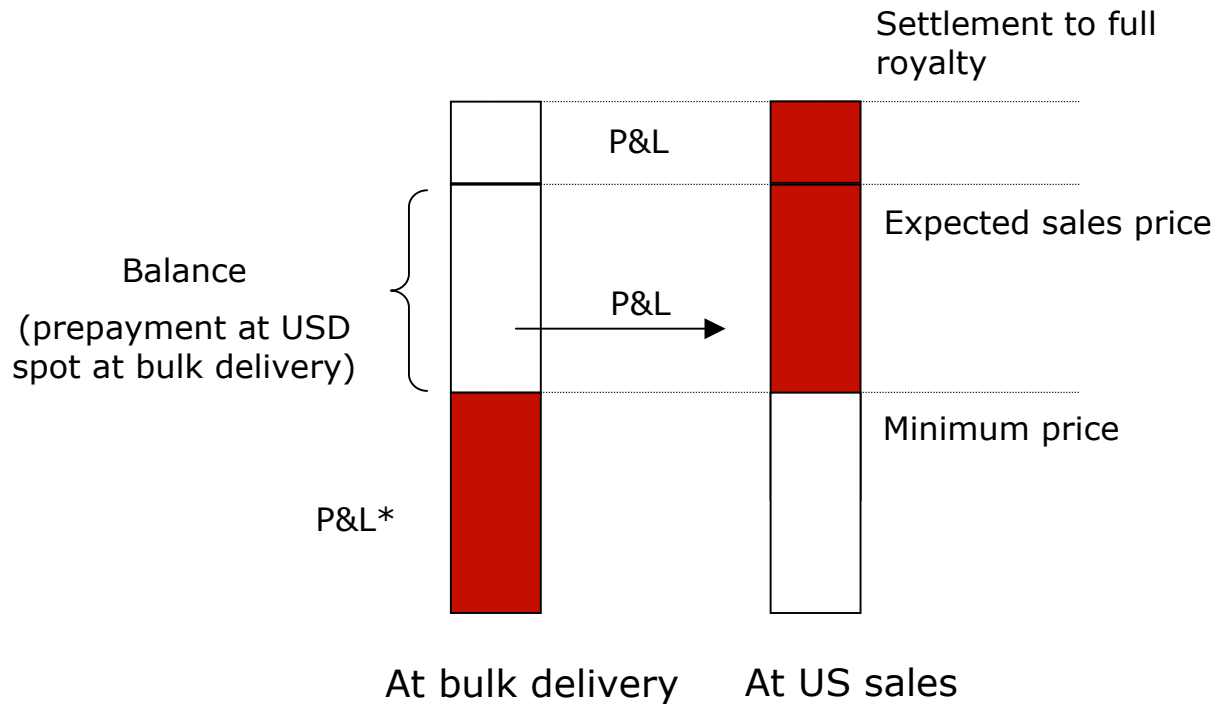 Settlement to full
royalty
P&L
Expected sales price
Balance
(prepayment at USD
spot at bulk delivery)
P&L
Minimum price
P&L*
At bulk delivery
At US sales